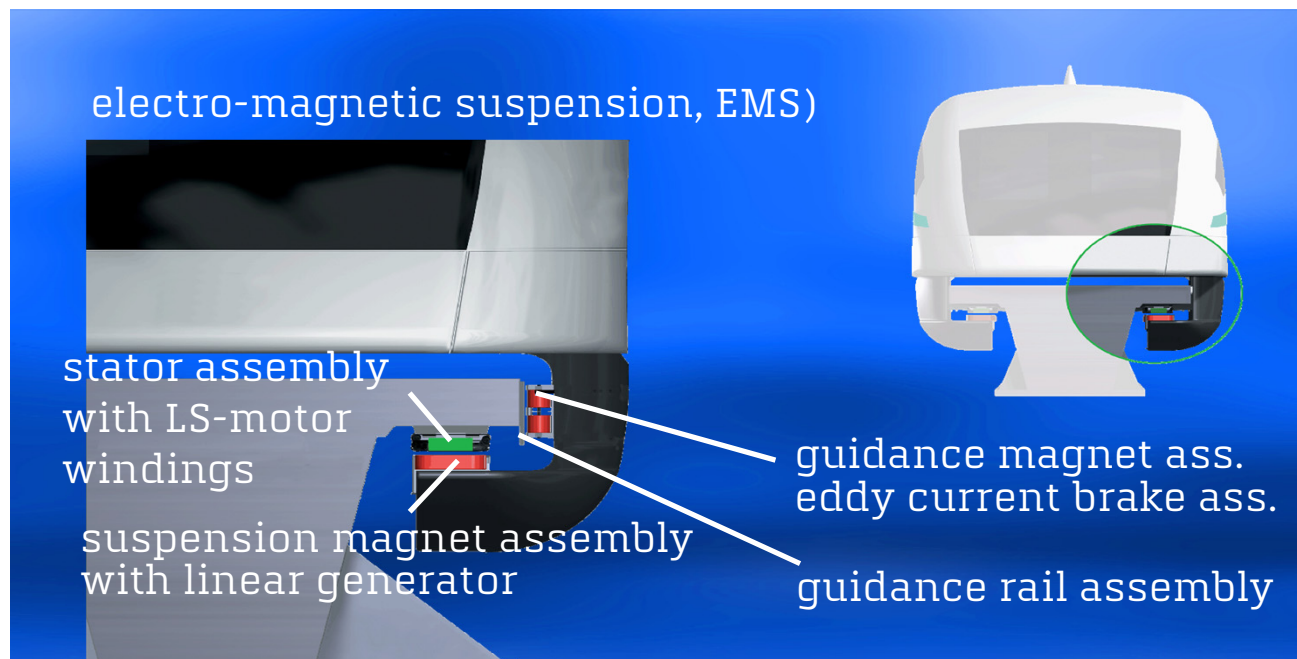 electro-magnetic suspension, EMS)
stator assembly
with LS-motor
windings
suspension magnet assembly
with linear generator
guidance magnet ass.
eddy current brake ass.
guidance rail assembly